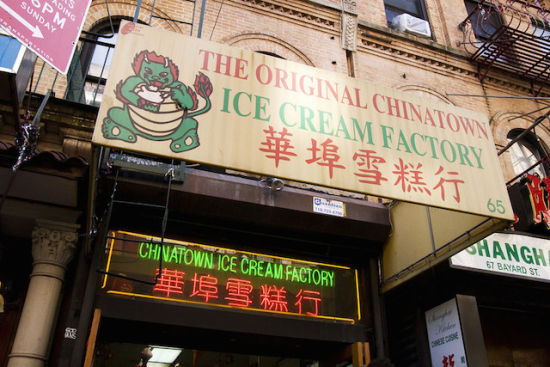 ADING
SUNDAY
THE ORIGINAL CHINATOWN
ICE CREAM FACTORY
華埠雪糕行
65
CHINATOWN ICE CREAM FACTORY
華埠雪糕行
SHANGHA
67 BAYARD ST.
CHINESE CUISINE